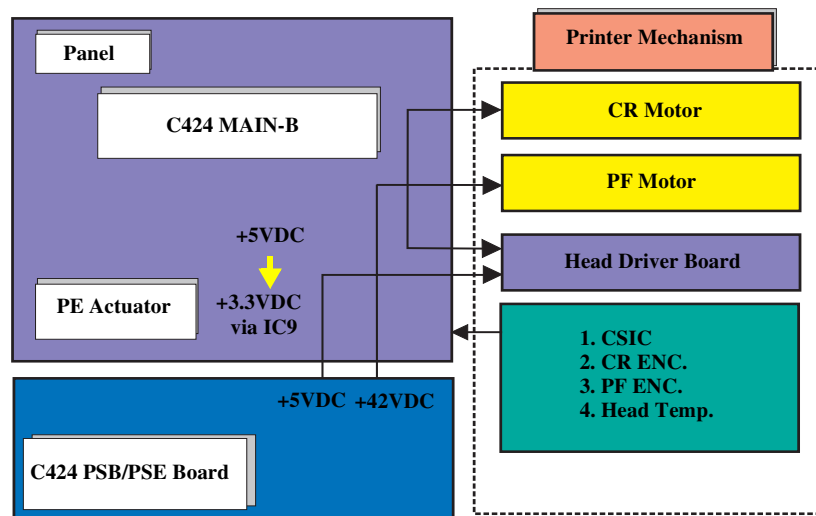 Panel
C424 MAIN-B
+5VDC
PE Actuator
+3.3VDC
via IC9
+5VDC +42VDC
C424 PSB/PSE Board
Printer Mechanism
CR Motor
PF Motor
Head Driver Board
1. CSIC
2. CR ENC.
3. PF ENC.
4. Head Temp.